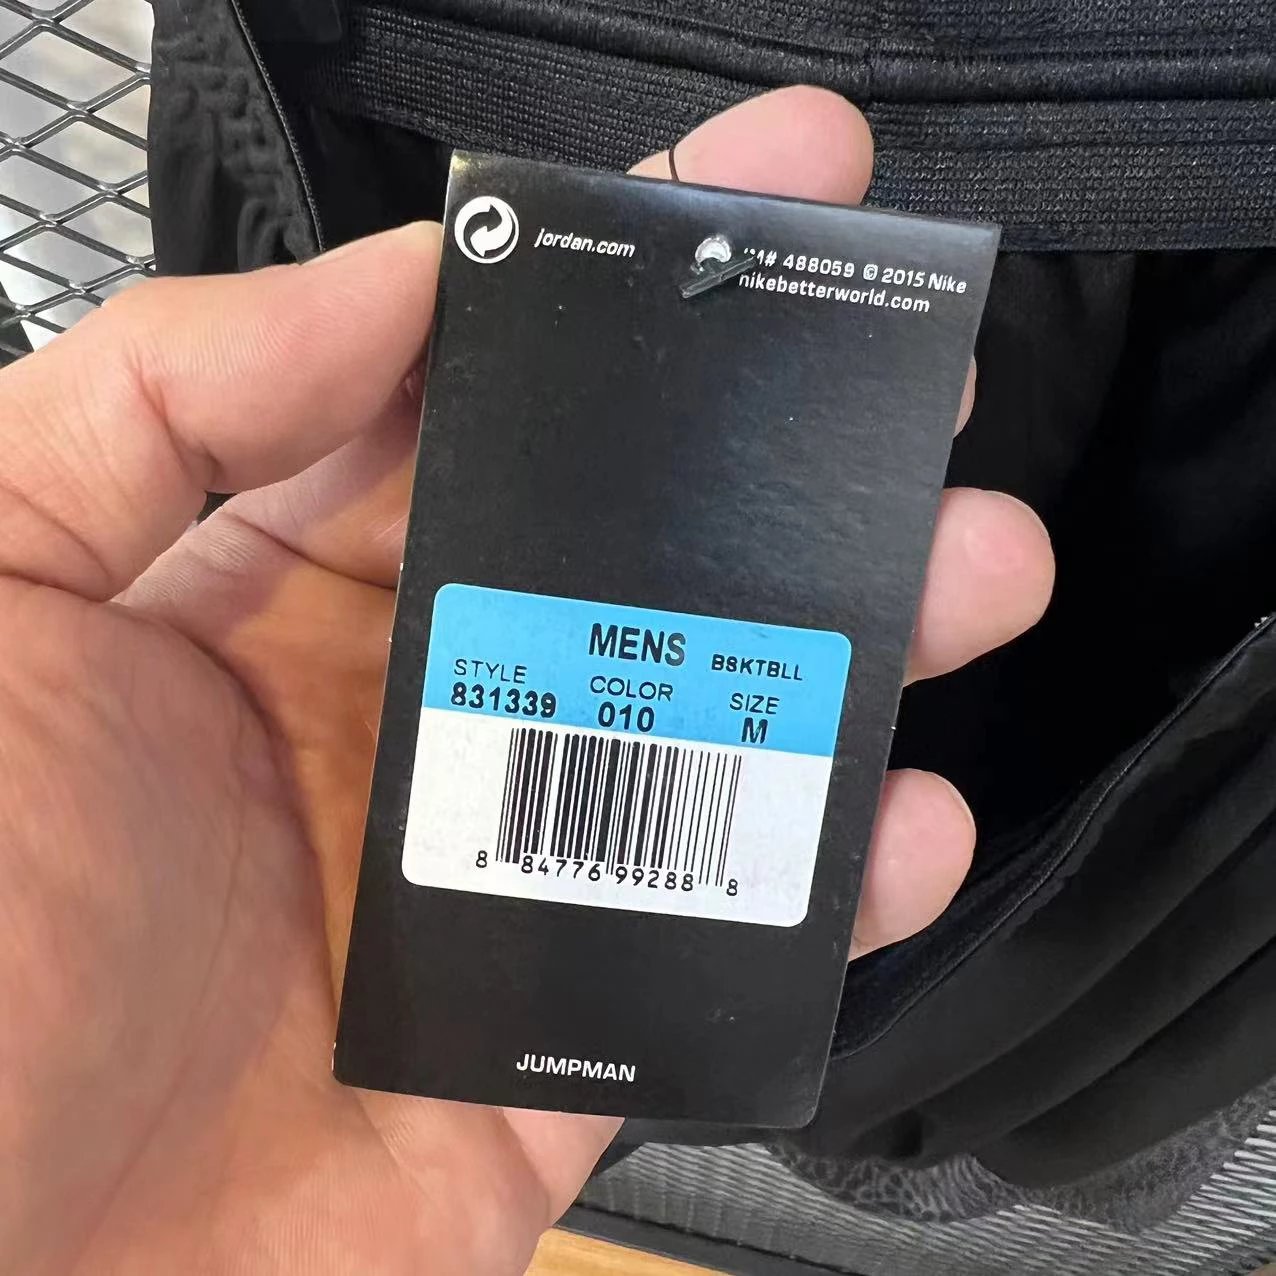 jordan.com
# 488059 © 2015 Nike
nikebetterworld.com
MENS BSKTBLL
STYLE COLOR SIZE
831339 010 M
8 84776 99288 8
JUMPMAN